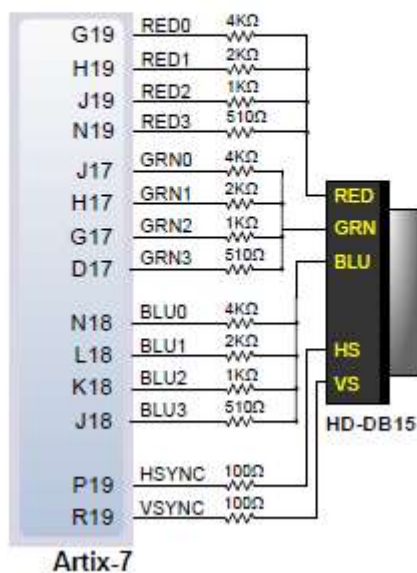 G19 RED0 4KΩ
H19 RED1 2KΩ
J19 RED2 1KΩ
N19 RED3 510Ω
J17 GRN0 4KΩ
H17 GRN1 2KΩ
G17 GRN2 1KΩ
D17 GRN3 510Ω
N18 BLU0 4KΩ
L18 BLU1 2KΩ
K18 BLU2 1KΩ
J18 BLU3 510Ω
P19 HSYNC 100Ω
R19 VSYNC 100Ω
Artix-7
RED
GRN
BLU
HS
VS
HD-DB15